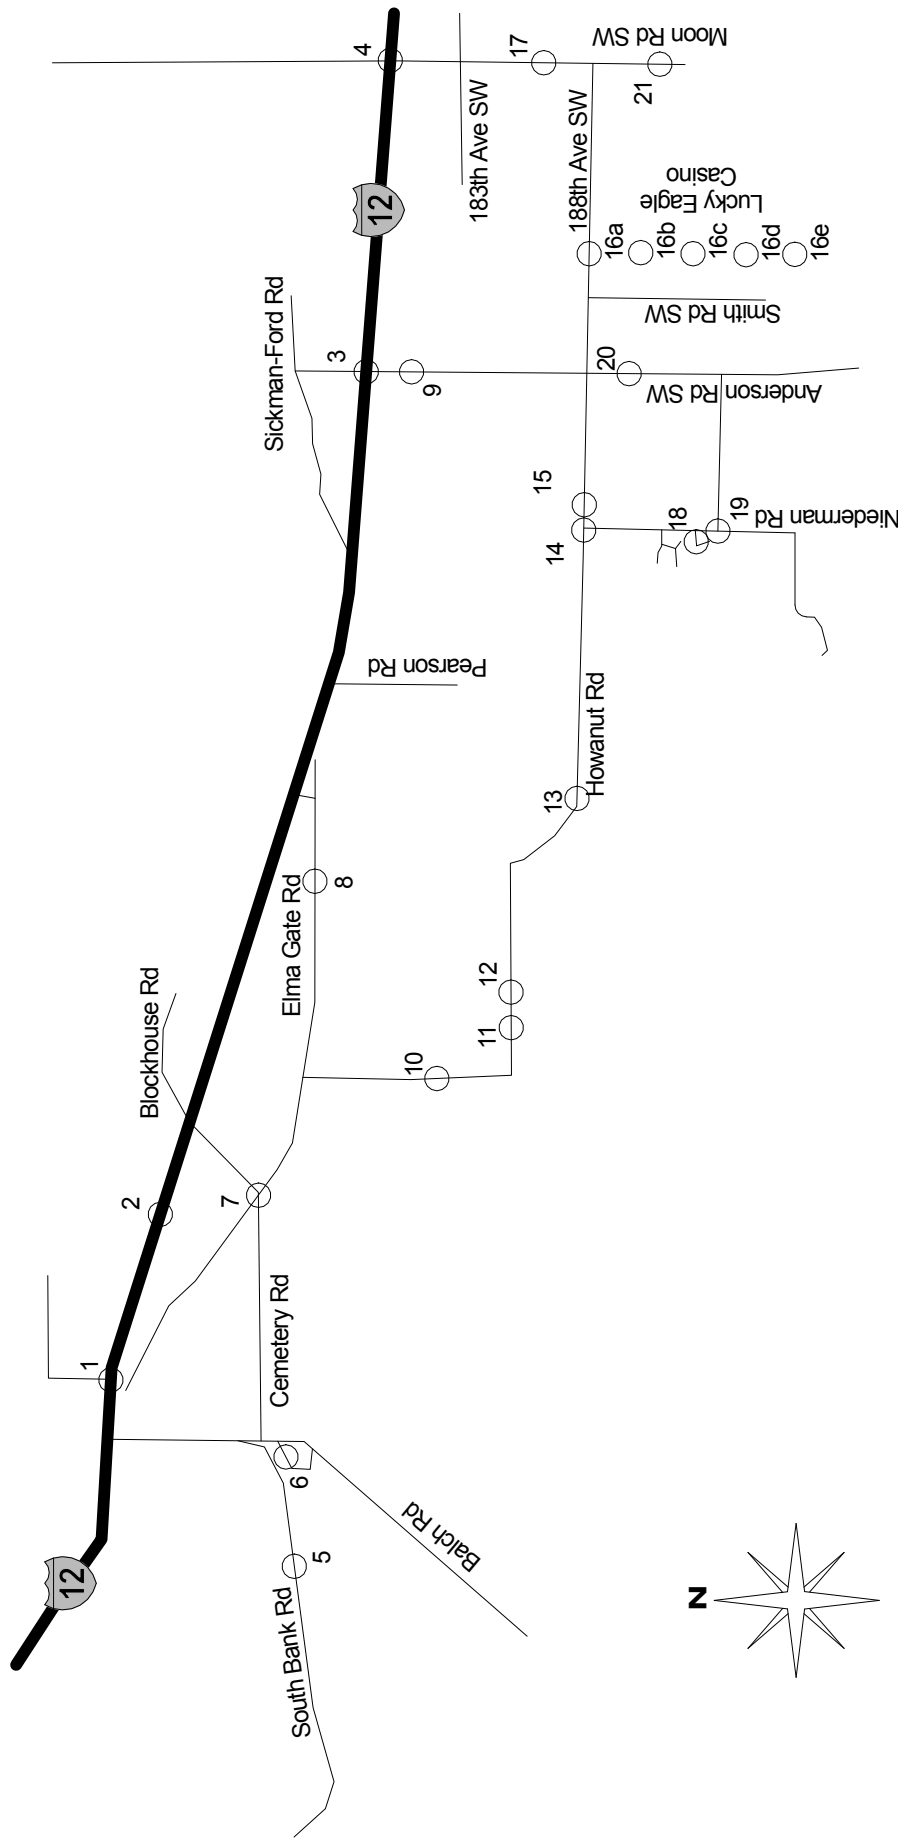 12
South Bank Rd
5
6
Balch Rd
1
Cemetery Rd
2
7
Blockhouse Rd
Elma Gate Rd
8
10
11
12
13
Howanut Rd
Pearson Rd
14
15
18
19
Niederman Rd
Sickman-Ford Rd
3
9
20
Anderson Rd SW
Smith Rd SW
12
188th Ave SW
16a
16b
16c
16d
16e
Lucky Eagle
Casino
183th Ave SW
4
17
21
Moon Rd SW
N